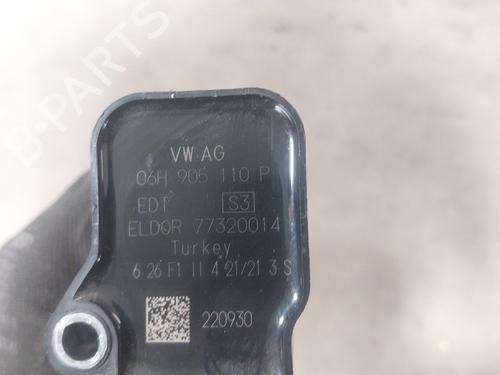 B-PARTS
VW AG
06H 905 110 P
EDT S3
ELDOR 77320014
Turkey
6 26 F1 II 4 21/21 3 S
220930